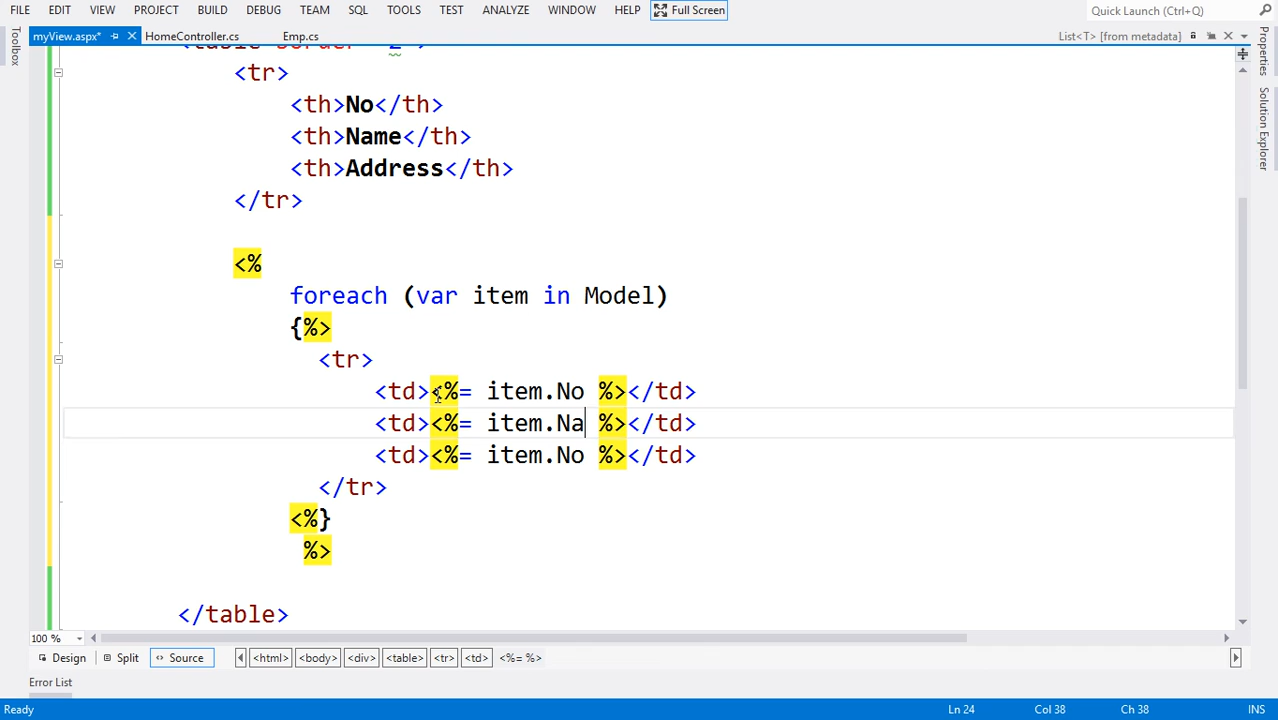 FILE EDIT VIEW PROJECT BUILD DEBUG TEAM SQL TOOLS TEST ANALYZE WINDOW HELP Full Screen Quick Launch (Ctrl+Q)
myView.aspx* HomeController.cs Emp.cs List<T> [from metadata]
Toolbox
Properties
Solution Explorer
<tr>
<th>No</th>
<th>Name</th>
<th>Address</th>
</tr>
<%
foreach (var item in Model)
{%>
<tr>
<td><%= item.No %></td>
<td><%= item.Na %></td>
<td><%= item.No %></td>
</tr>
<%}
%>
</table>
100 %
Design Split Source <html> <body> <div> <table> <tr> <td> <%= %>
Error List
Ready Ln 24 Col 38 Ch 38 INS